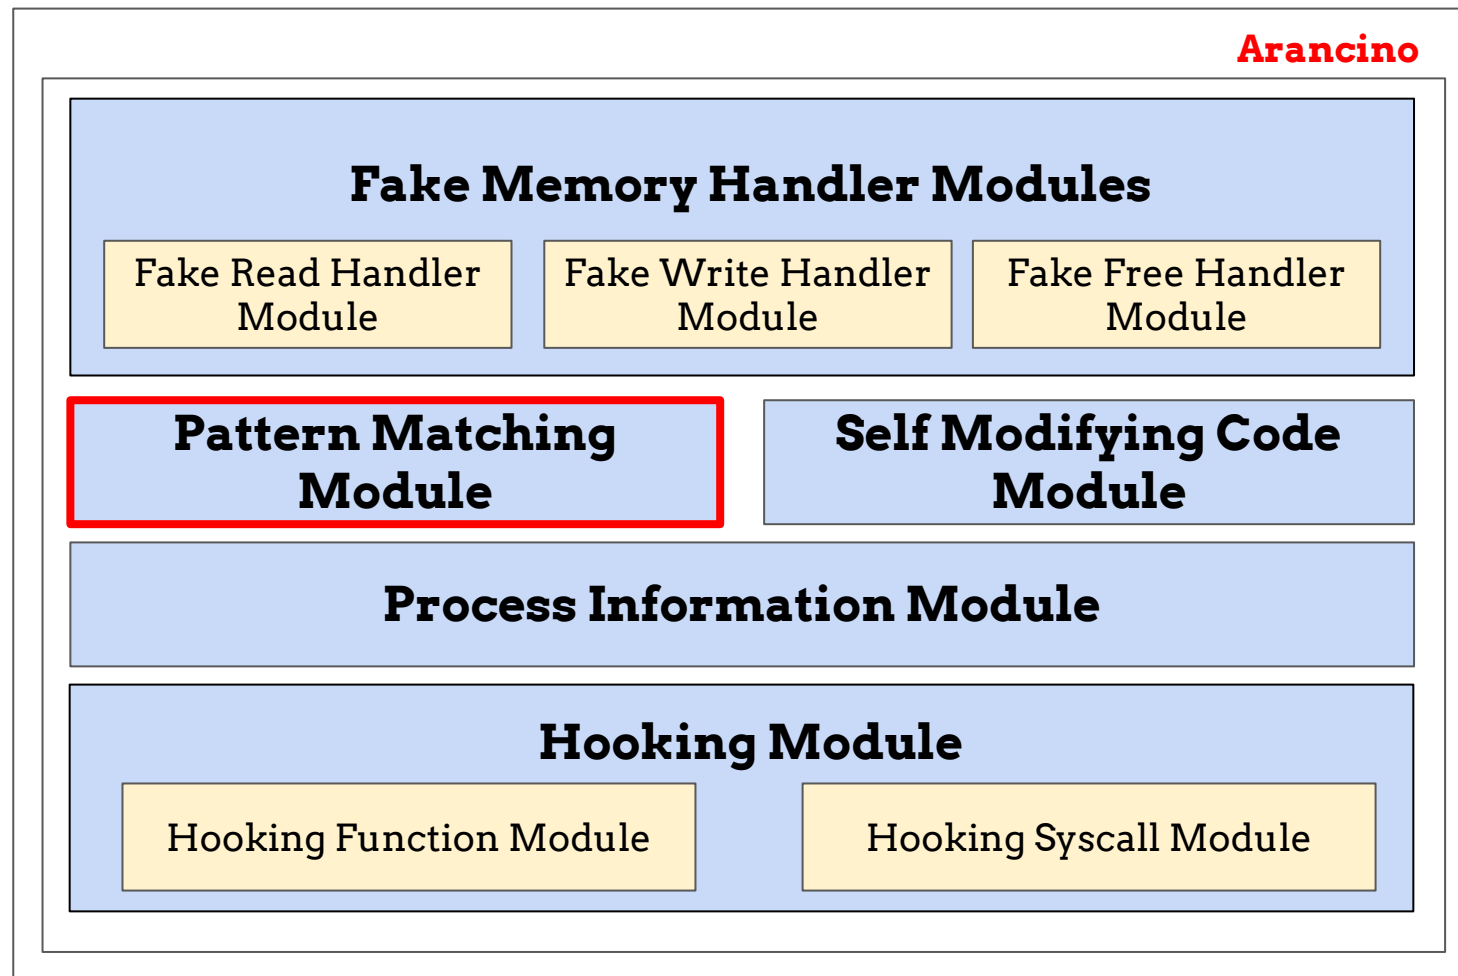 Arancino
Fake Memory Handler Modules
Fake Read Handler
Module
Fake Write Handler
Module
Fake Free Handler
Module
Pattern Matching
Module
Self Modifying Code
Module
Process Information Module
Hooking Module
Hooking Function Module
Hooking Syscall Module